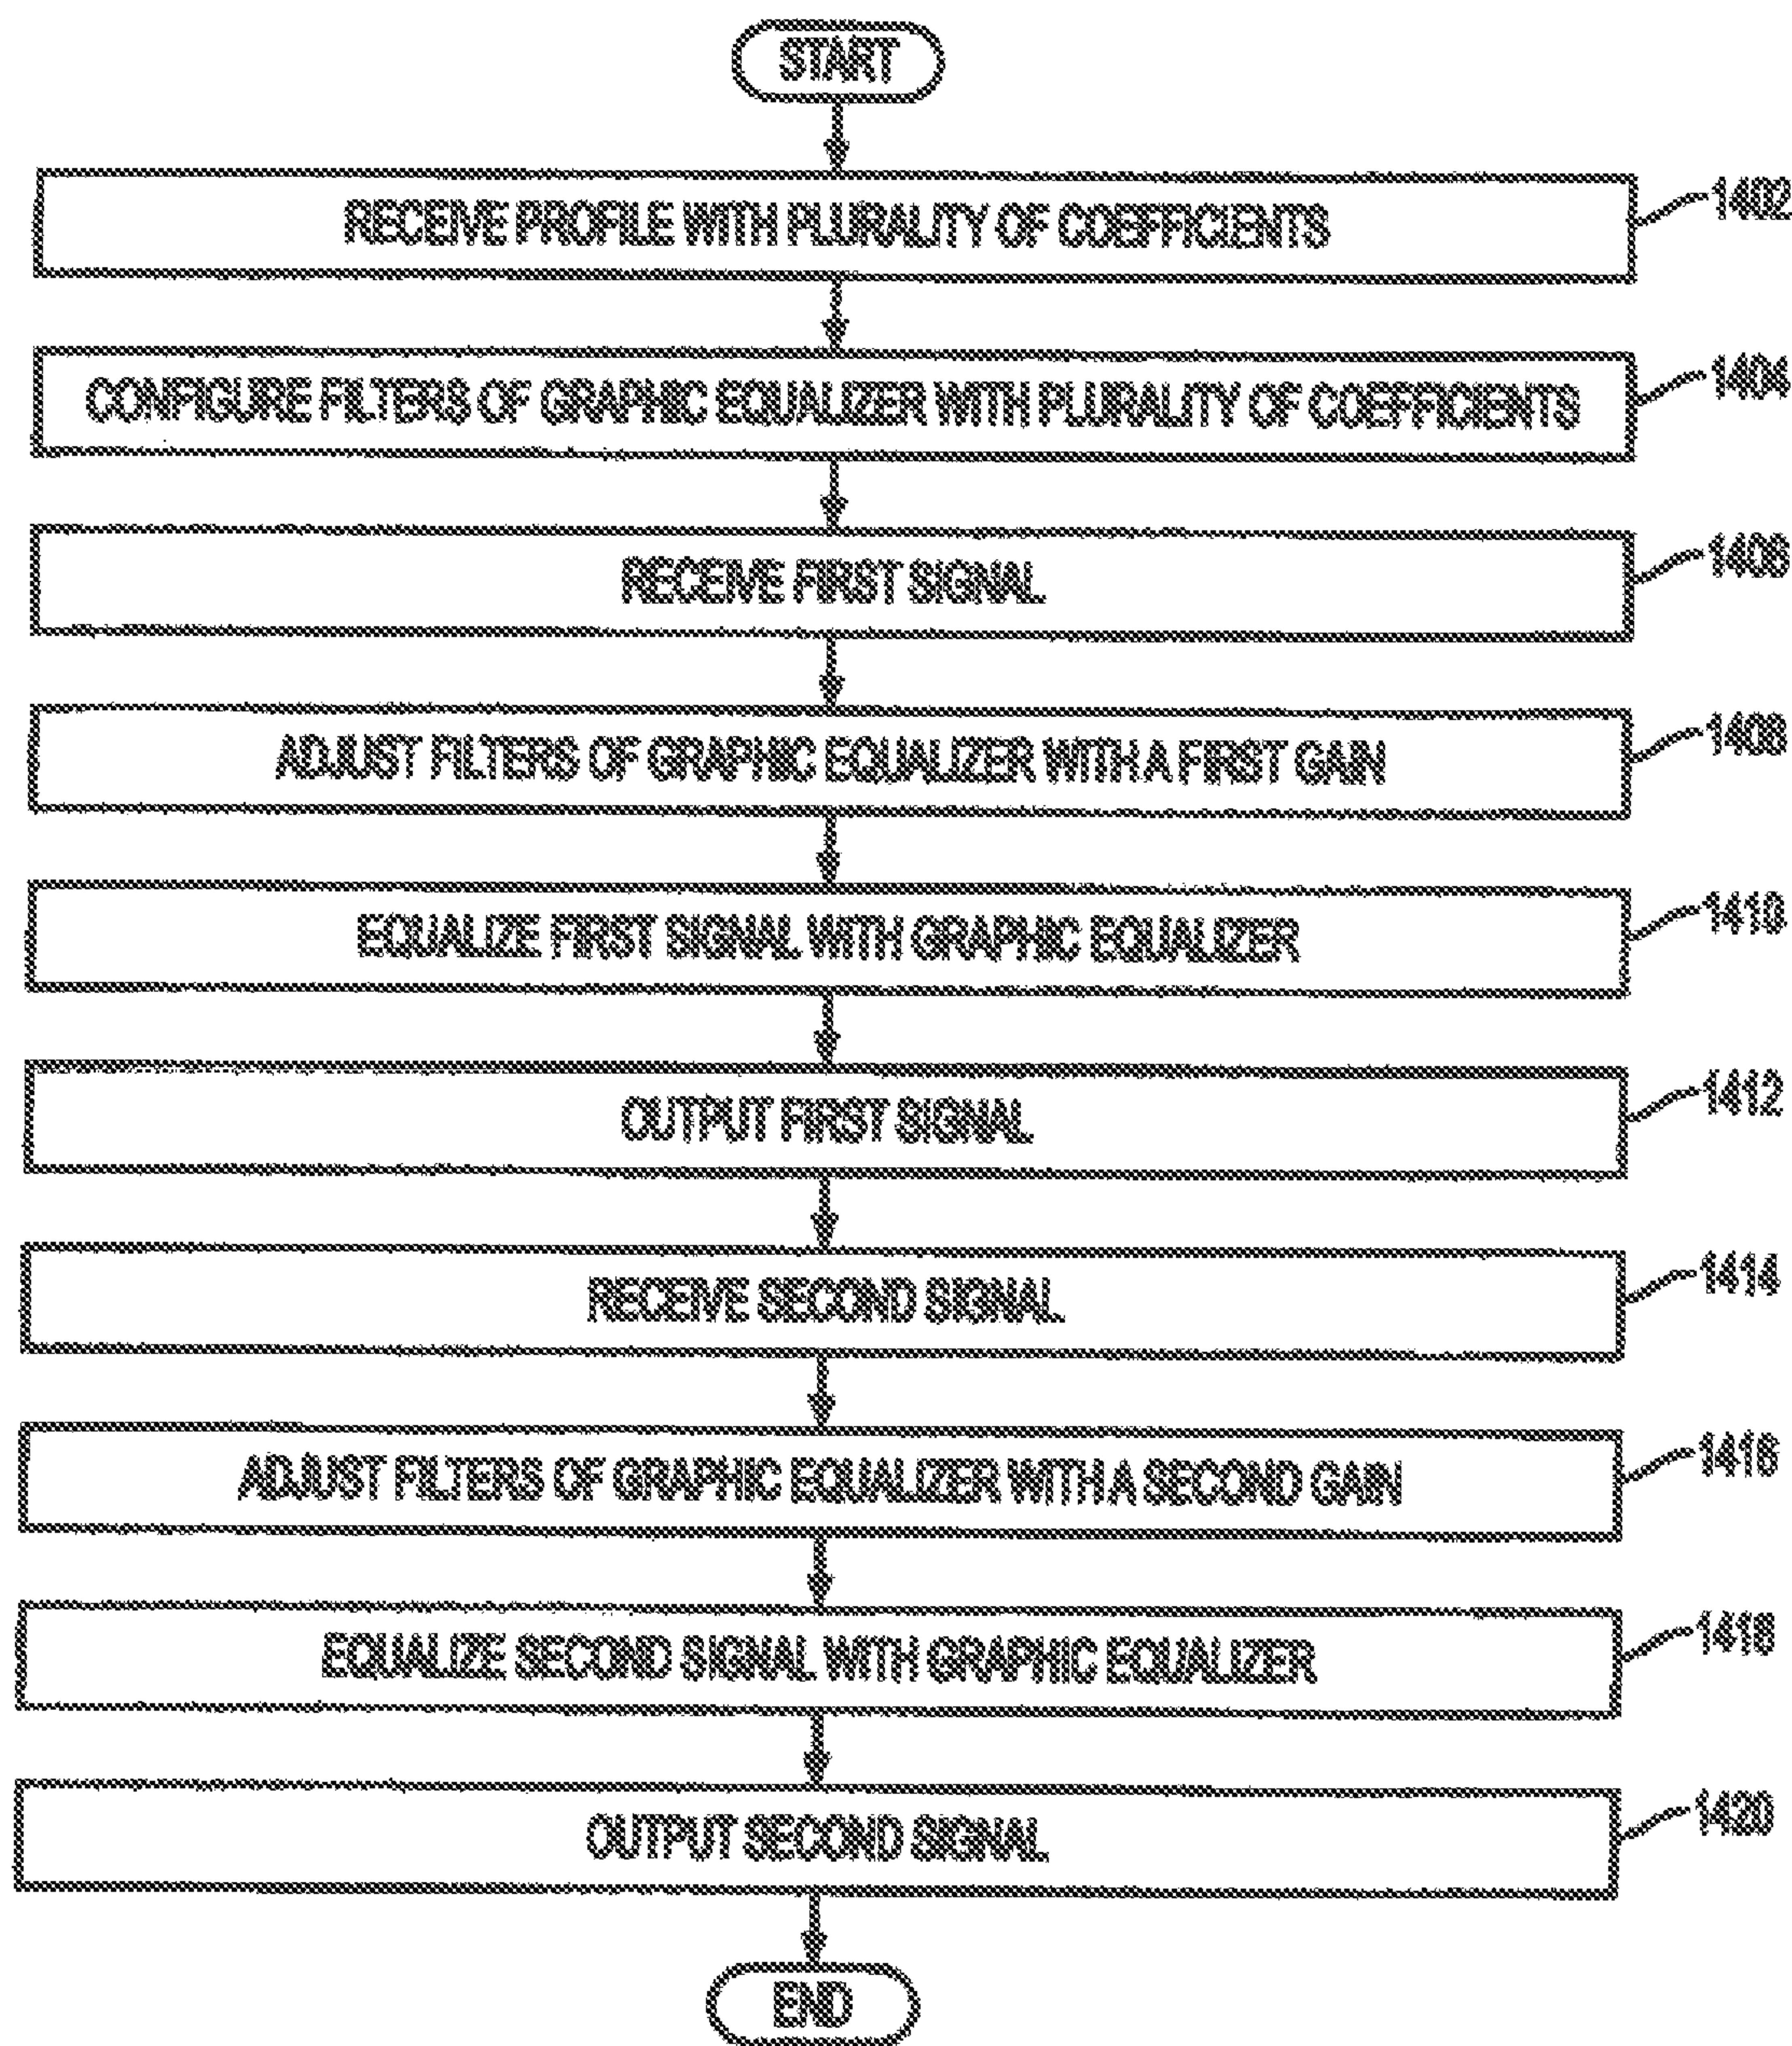 START
RECEIVE PROFILE WITH PLURALITY OF COEFFICIENTS
1402
CONFIGURE FILTERS OF GRAPHIC EQUALIZER WITH PLURALITY OF COEFFICIENTS
1404
RECEIVE FIRST SIGNAL
1406
ADJUST FILTERS OF GRAPHIC EQUALIZER WITH A FIRST GAIN
1408
EQUALIZE FIRST SIGNAL WITH GRAPHIC EQUALIZER
1410
OUTPUT FIRST SIGNAL
1412
RECEIVE SECOND SIGNAL
1414
ADJUST FILTERS OF GRAPHIC EQUALIZER WITH A SECOND GAIN
1416
EQUALIZE SECOND SIGNAL WITH GRAPHIC EQUALIZER
1418
OUTPUT SECOND SIGNAL
1420
END